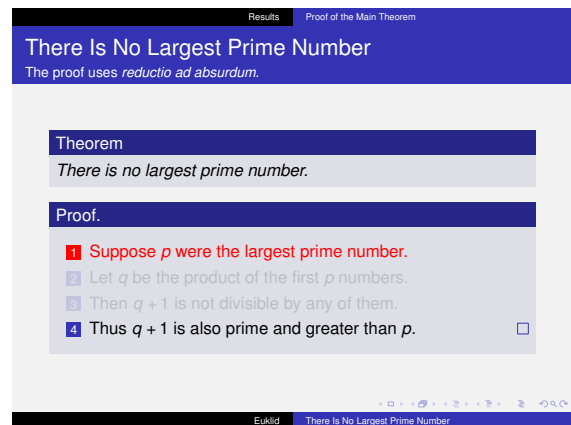 Results Proof of the Main Theorem
There Is No Largest Prime Number
The proof uses reductio ad absurdum.
Theorem
There is no largest prime number.
Proof.
1 Suppose p were the largest prime number.
2 Let q be the product of the first p numbers.
3 Then q + 1 is not divisible by any of them.
4 Thus q + 1 is also prime and greater than p.
Euklid There Is No Largest Prime Number